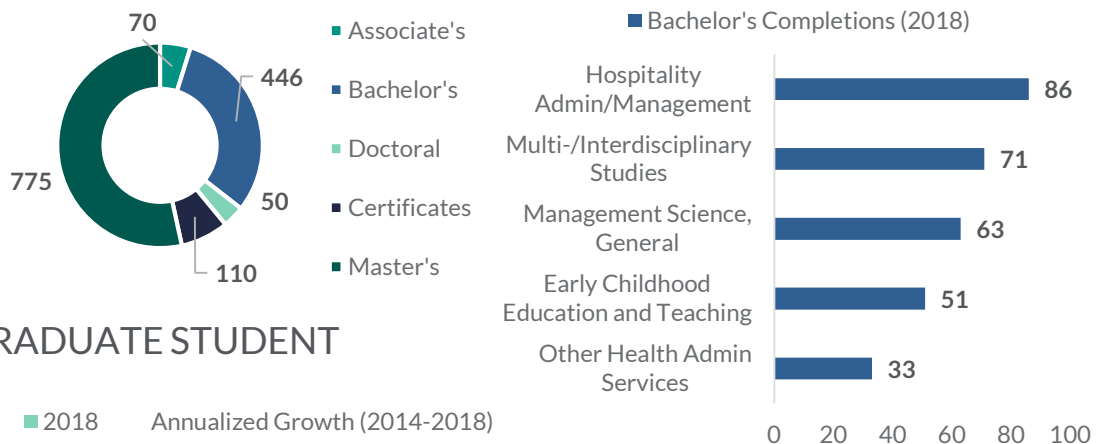 70
446
775
50
110
Associate's
Bachelor's
Doctoral
Certificates
Master's
RADUATE STUDENT
2018
Annualized Growth (2014-2018)
Bachelor's Completions (2018)
Hospitality
Admin/Management
86
Multi-/Interdisciplinary
Studies
71
Management Science,
General
63
Early Childhood
Education and Teaching
51
Other Health Admin
Services
33
0 20 40 60 80 100